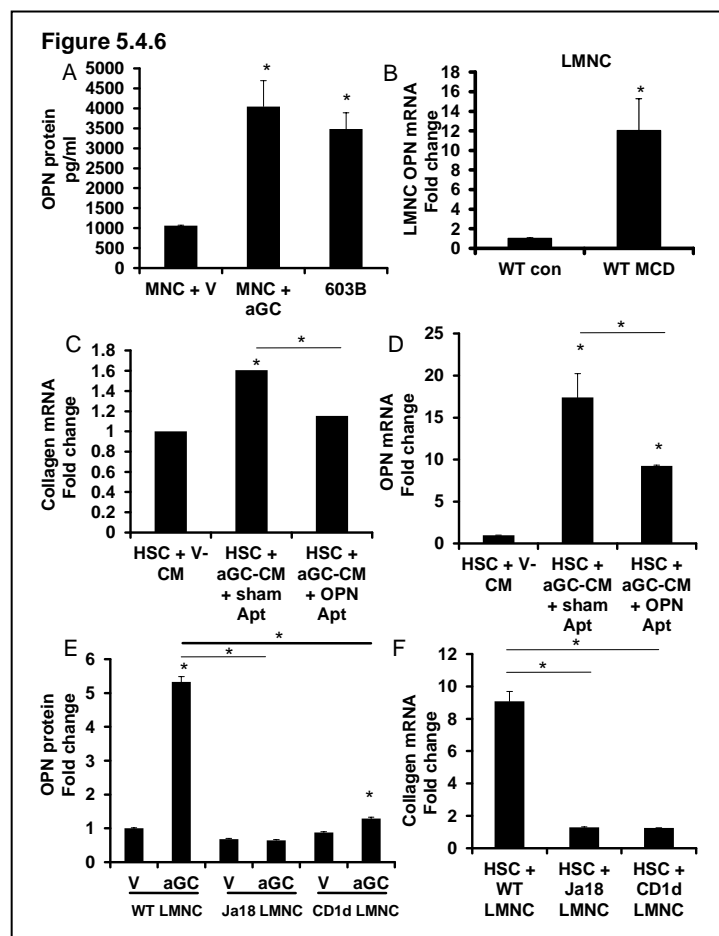 Figure 5.4.6
A
OPN protein
pg/ml
5000
4500
4000
3500
3000
2500
2000
1500
1000
500
0
*
*
MNC + V
MNC +
aGC
603B
B
LMNC
LMNC OPN mRNA
Fold change
18
16
14
12
10
8
6
4
2
0
*
WT con
WT MCD
C
Collagen mRNA
Fold change
1.8
1.6
1.4
1.2
1
0.8
0.6
0.4
0.2
0
*
*
HSC + V-
CM
HSC +
aGC-CM
+ sham
Apt
HSC +
aGC-CM
+ OPN
Apt
D
OPN mRNA
Fold change
25
20
15
10
5
0
*
*
*
HSC + V-
CM
HSC +
aGC-CM
+ sham
Apt
HSC +
aGC-CM
+ OPN
Apt
E
OPN protein
Fold change
6
5
4
3
2
1
0
*
*
*
*
V aGC V aGC V aGC
WT LMNC Ja18 LMNC CD1d LMNC
F
Collagen mRNA
Fold change
12
10
8
6
4
2
0
*
*
HSC +
WT
LMNC
HSC +
Ja18
LMNC
HSC +
CD1d
LMNC